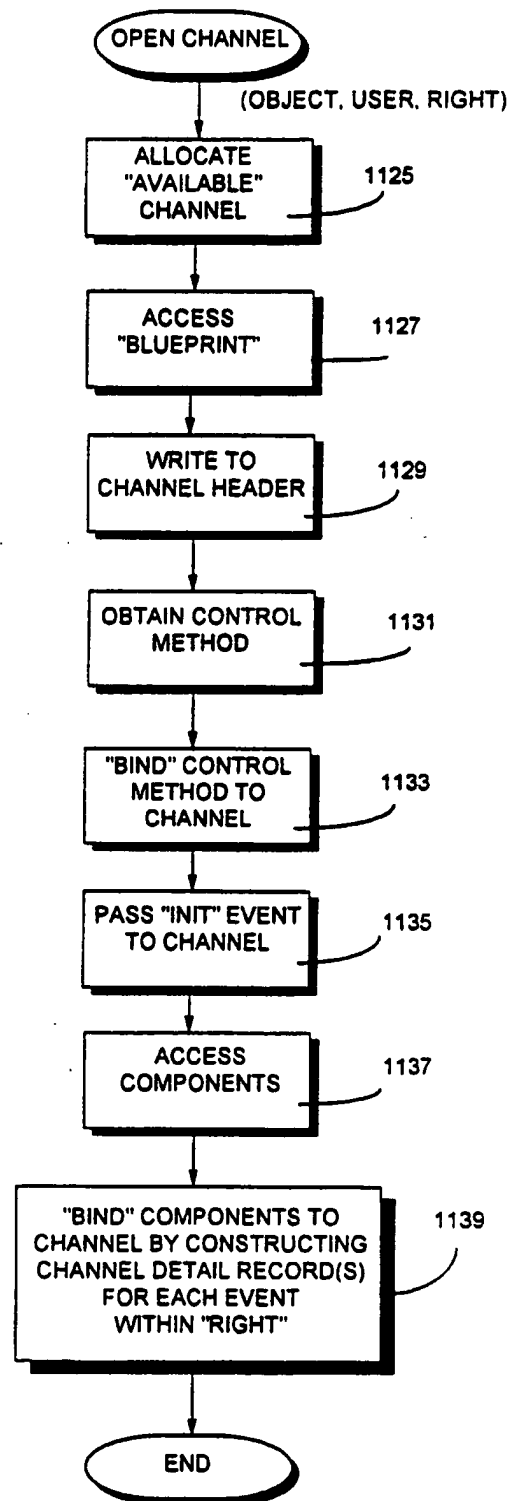 OPEN CHANNEL
(OBJECT, USER, RIGHT)
ALLOCATE
"AVAILABLE"
CHANNEL
1125
ACCESS
"BLUEPRINT"
1127
WRITE TO
CHANNEL HEADER
1129
OBTAIN CONTROL
METHOD
1131
"BIND" CONTROL
METHOD TO
CHANNEL
1133
PASS "INIT" EVENT
TO CHANNEL
1135
ACCESS
COMPONENTS
1137
"BIND" COMPONENTS TO
CHANNEL BY CONSTRUCTING
CHANNEL DETAIL RECORD(S)
FOR EACH EVENT
WITHIN "RIGHT"
1139
END